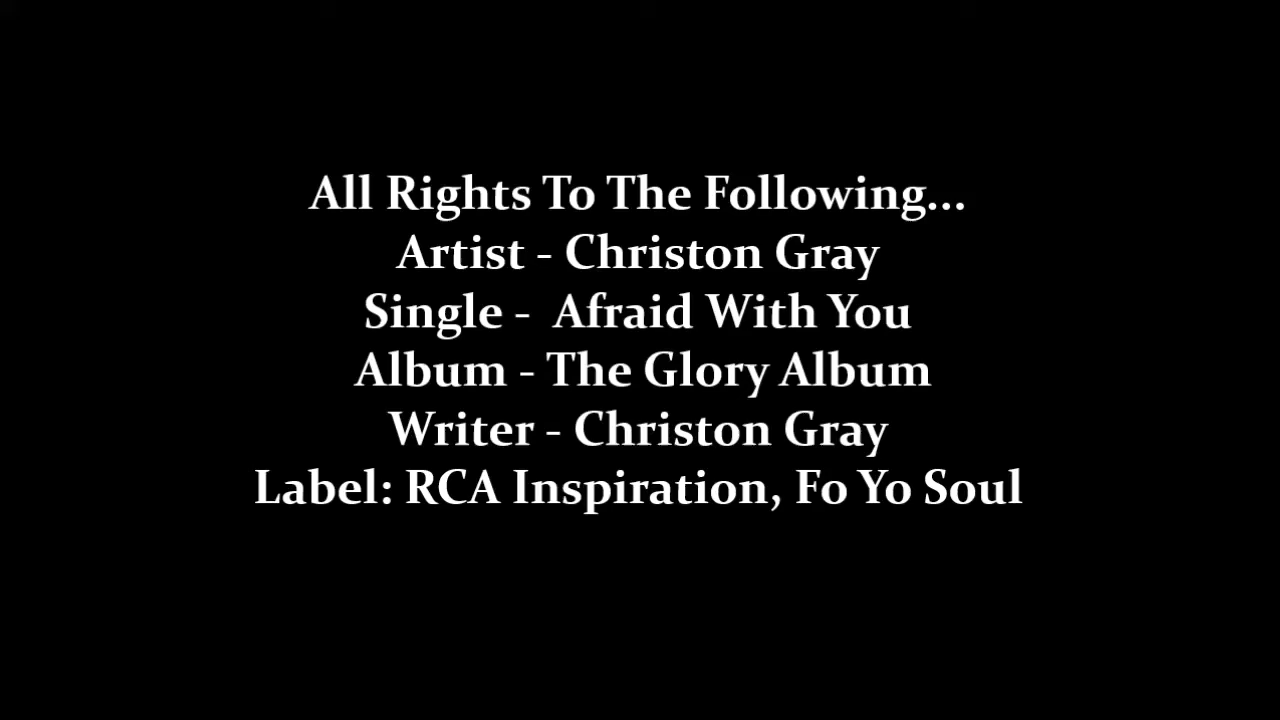 All Rights To The Following...
Artist - Christon Gray
Single -  Afraid With You
Album - The Glory Album
Writer - Christon Gray
Label: RCA Inspiration, Fo Yo Soul